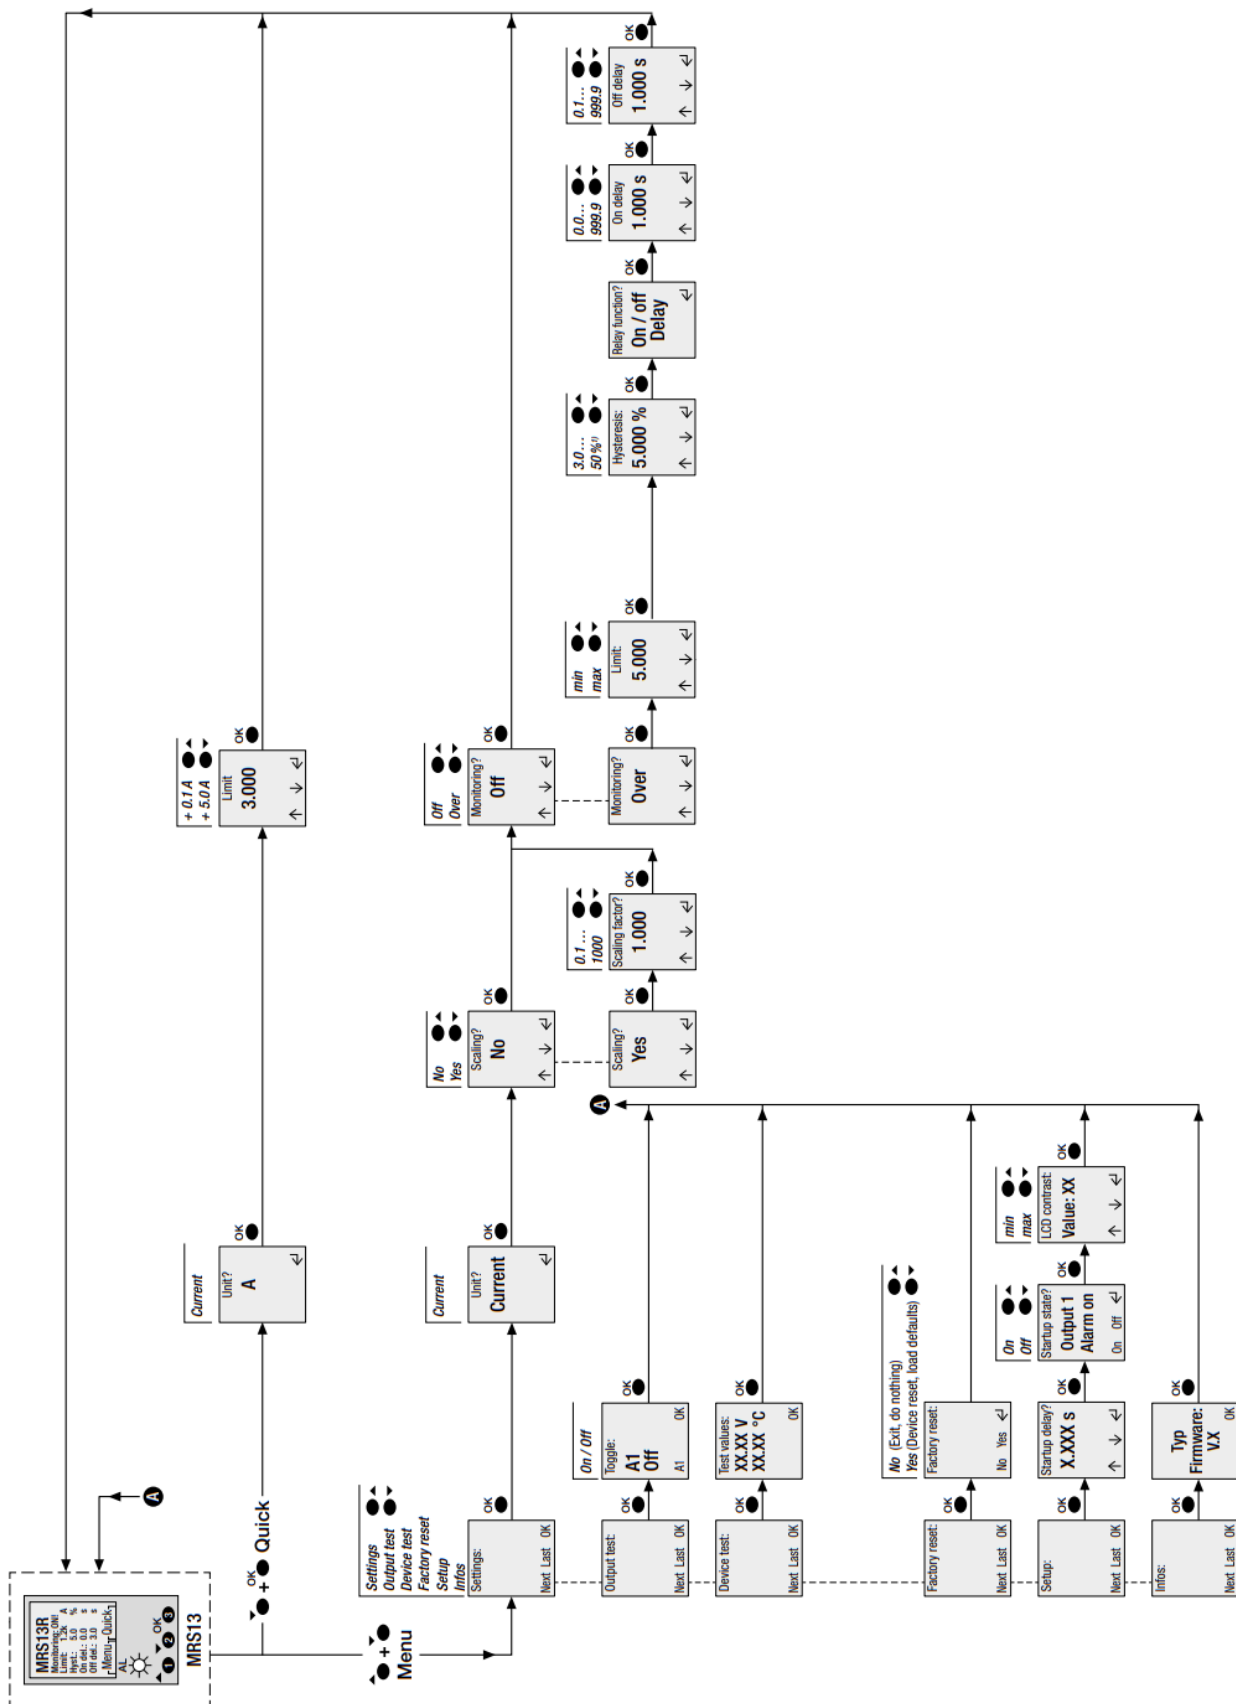 MRS13R
Monitoring: ON!
Limit: 1.2k A
Hyst.: 5.0 %
On del.: 0.0 s
Off del.: 3.0 s
Menu Quick
AL
OK
1 2 3
MRS13
A
OK
+ Quick
Current
Unit?
A
OK
+ 0.1 A
+ 5.0 A
Limit
3.000
OK
+
Menu
Settings
Output test
Device test
Factory reset
Setup
Infos
Settings:
Next Last OK
OK
Current
Unit?
Current
OK
No
Yes
Scaling?
No
OK
Off
Over
Monitoring?
Off
OK
Scaling?
Yes
OK
0.1 …
1000
Scaling factor?
1.000
OK
Monitoring?
Over
OK
min
max
Limit:
5.000
OK
3.0 …
50 %¹⁾
Hysteresis:
5.000 %
OK
Relay function?
On / off
Delay
OK
0.0…
999.9
On delay
1.000 s
OK
0.1…
999.9
Off delay
1.000 s
OK
Output test:
Next Last OK
OK
On / Off
Toggle:
A1
Off
A1 OK
OK
A
Device test:
Next Last OK
OK
Test values:
XX.XX V
XX.XX °C
OK
OK
Factory reset:
Next Last OK
OK
No (Exit, do nothing)
Yes (Device reset, load defaults)
Factory reset:
No Yes
Setup:
Next Last OK
OK
Startup delay?
X.XXX s
OK
On
Off
Startup state?
Output 1
Alarm on
On Off
OK
min
max
LCD contrast:
Value: XX
OK
Infos:
Next Last OK
OK
Typ
Firmware:
V.X
OK
OK